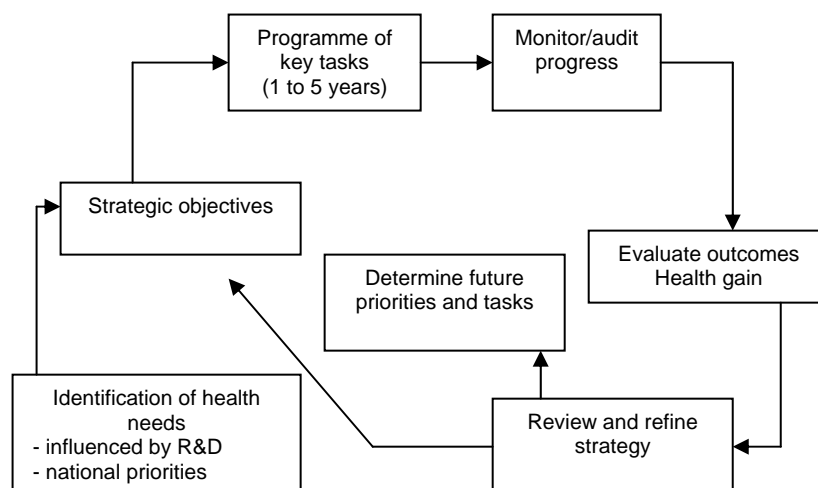 Programme of
key tasks
(1 to 5 years)
Monitor/audit
progress
Strategic objectives
Evaluate outcomes
Health gain
Determine future
priorities and tasks
Identification of health
needs
- influenced by R&D
- national priorities
Review and refine
strategy